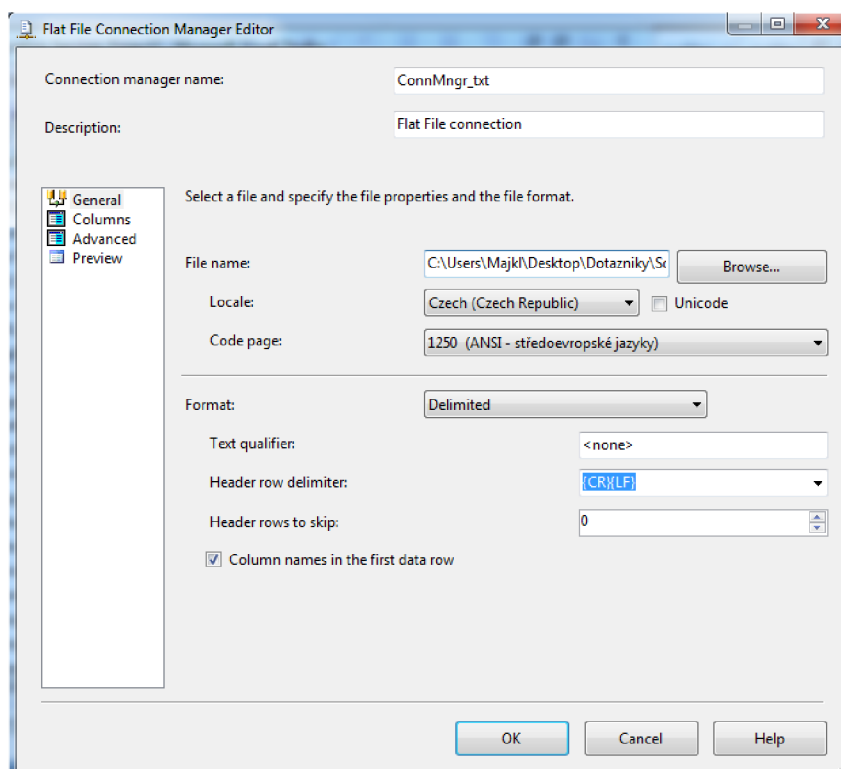 Flat File Connection Manager Editor
Connection manager name: ConnMngr_txt
Description: Flat File connection
General
Columns
Advanced
Preview
Select a file and specify the file properties and the file format.
File name: C:\Users\Majkl\Desktop\Dotazniky\Sc Browse...
Locale: Czech (Czech Republic) Unicode
Code page: 1250 (ANSI - středoevropské jazyky)
Format: Delimited
Text qualifier: <none>
Header row delimiter: {CR}{LF}
Header rows to skip: 0
Column names in the first data row
OK Cancel Help